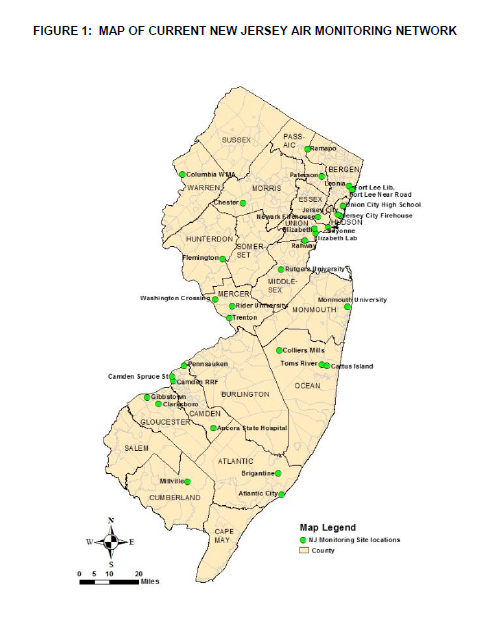 FIGURE 1: MAP OF CURRENT NEW JERSEY AIR MONITORING NETWORK
SUSSEX
PASS-
AIC
Ramapo
BERGEN
Columbia WMA
Paterson
Leonia
Fort Lee Lib.
WARREN
MORRIS
Fort Lee Near Road
ESSEX
Chester
Union City High School
Jersey City
Newark Firehouse
Jersey City Firehouse
UNION
HUDSON
Elizabeth
Bayonne
Elizabeth Lab
HUNTERDON
Rahway
SOMER-
SET
Flemington
Rutgers University
MIDDLE-
SEX
MERCER
Washington Crossing
Monmouth University
Rider University
MONMOUTH
Trenton
Colliers Mills
Pennsauken
Toms River
Cattus Island
Camden Spruce St
Camden RRF
OCEAN
BURLINGTON
Gibbstown
Clarksboro
CAMDEN
GLOUCESTER
Ancora State Hospital
SALEM
ATLANTIC
Brigantine
Millville
Atlantic City
CUMBERLAND
N
CAPE
MAY
Map Legend
W
E
NJ Monitoring Site locations
County
S
0 5 10 20
Miles